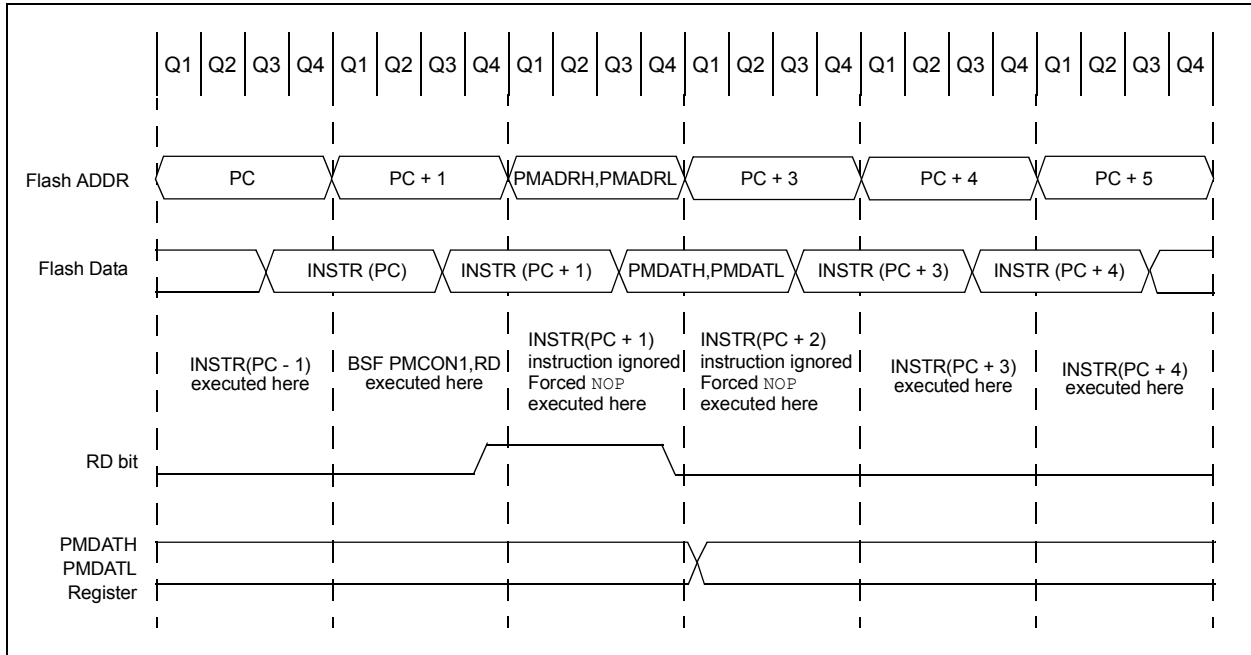 Q1 Q2 Q3 Q4 Q1 Q2 Q3 Q4 Q1 Q2 Q3 Q4 Q1 Q2 Q3 Q4 Q1 Q2 Q3 Q4 Q1 Q2 Q3 Q4
Flash ADDR PC PC + 1 PMADRH,PMADRL PC + 3 PC + 4 PC + 5
Flash Data INSTR (PC) INSTR (PC + 1) PMDATH,PMDATL INSTR (PC + 3) INSTR (PC + 4)
INSTR(PC - 1)
executed here
BSF PMCON1,RD
executed here
INSTR(PC + 1)
instruction ignored
Forced NOP
executed here
INSTR(PC + 2)
instruction ignored
Forced NOP
executed here
INSTR(PC + 3)
executed here
INSTR(PC + 4)
executed here
RD bit
PMDATH
PMDATL
Register